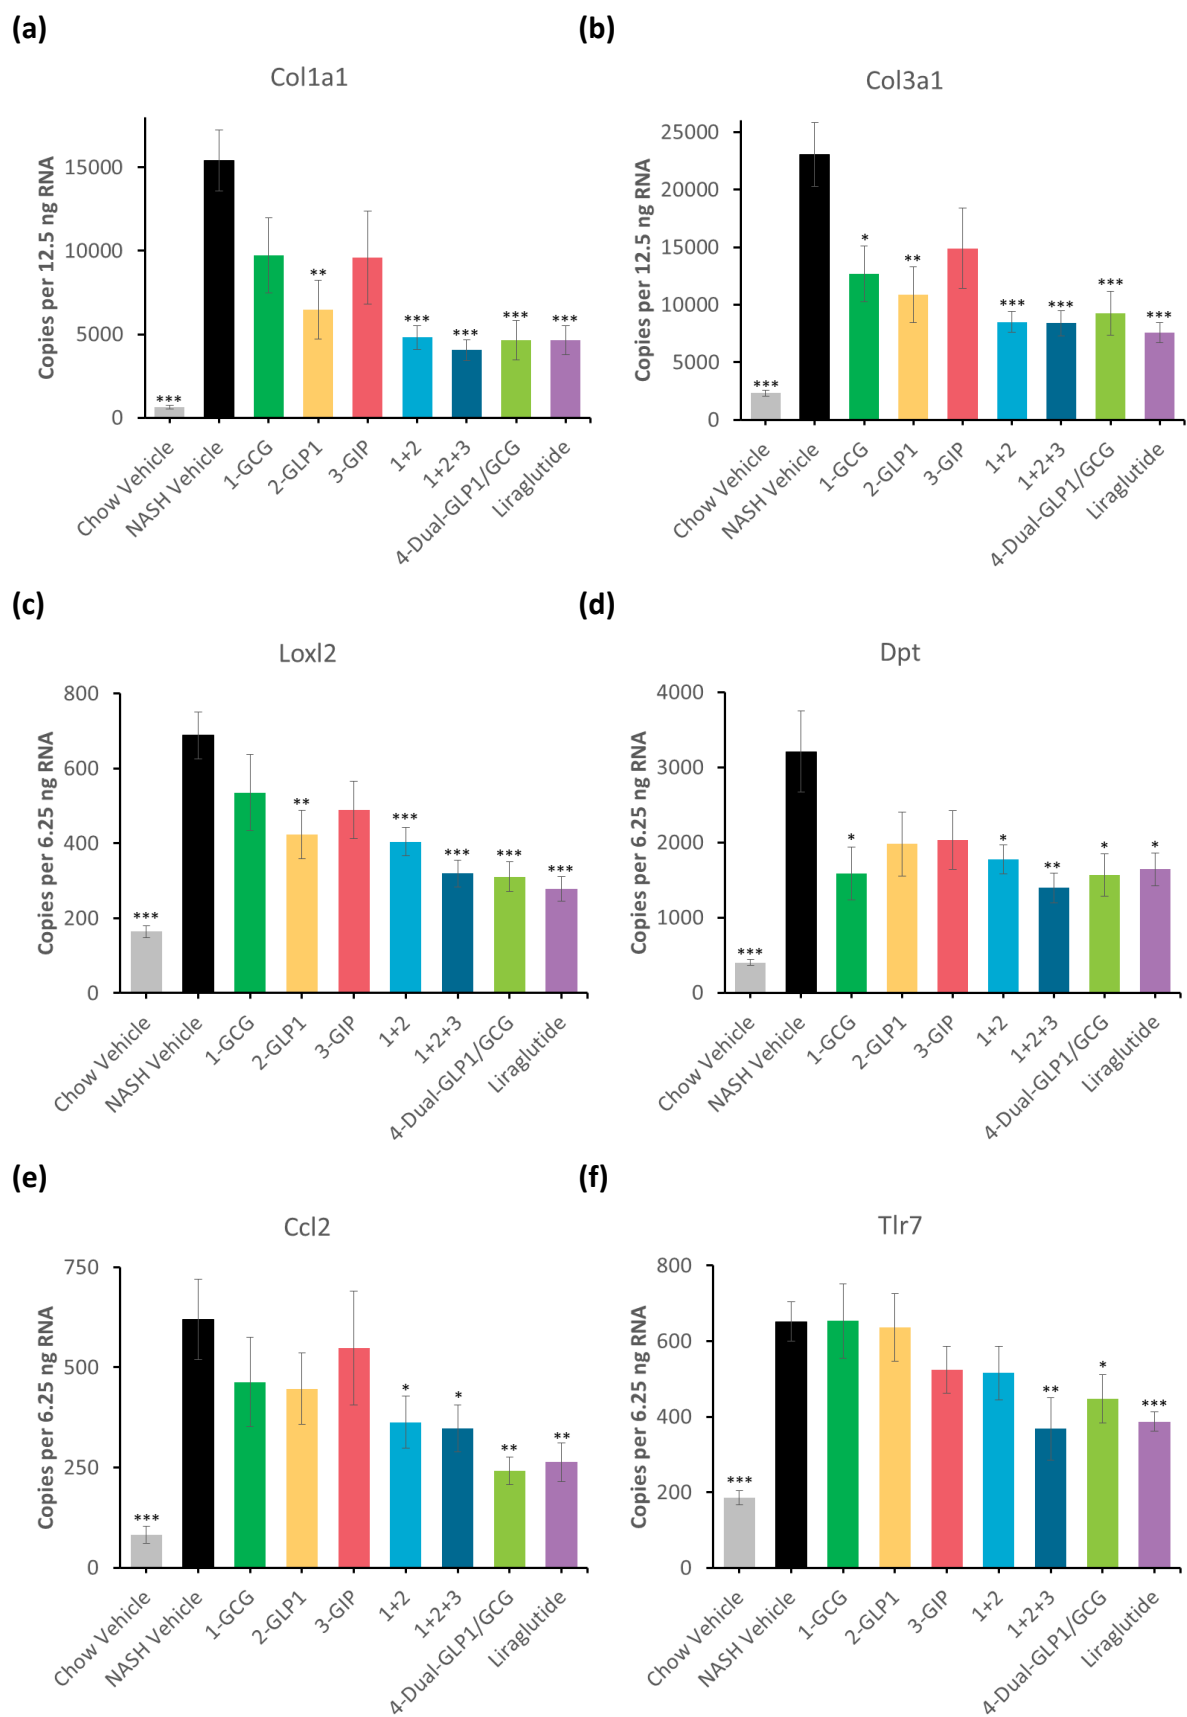 (a)
Col1a1
Copies per 12.5 ng RNA
15000
10000
5000
0
***
**
***
***
***
***
Chow Vehicle
NASH Vehicle
1-GCG
2-GLP1
3-GIP
1+2
1+2+3
4-Dual-GLP1/GCG
Liraglutide
(b)
Col3a1
Copies per 12.5 ng RNA
25000
20000
15000
10000
5000
0
***
*
**
***
***
***
***
Chow Vehicle
NASH Vehicle
1-GCG
2-GLP1
3-GIP
1+2
1+2+3
4-Dual-GLP1/GCG
Liraglutide
(c)
Loxl2
Copies per 6.25 ng RNA
800
600
400
200
0
***
**
***
***
***
***
Chow Vehicle
NASH Vehicle
1-GCG
2-GLP1
3-GIP
1+2
1+2+3
4-Dual-GLP1/GCG
Liraglutide
(d)
Dpt
Copies per 6.25 ng RNA
4000
3000
2000
1000
0
***
*
*
**
*
*
Chow Vehicle
NASH Vehicle
1-GCG
2-GLP1
3-GIP
1+2
1+2+3
4-Dual-GLP1/GCG
Liraglutide
(e)
Ccl2
Copies per 6.25 ng RNA
750
500
250
0
***
*
*
**
**
Chow Vehicle
NASH Vehicle
1-GCG
2-GLP1
3-GIP
1+2
1+2+3
4-Dual-GLP1/GCG
Liraglutide
(f)
Tlr7
Copies per 6.25 ng RNA
800
600
400
200
0
***
**
*
***
Chow Vehicle
NASH Vehicle
1-GCG
2-GLP1
3-GIP
1+2
1+2+3
4-Dual-GLP1/GCG
Liraglutide